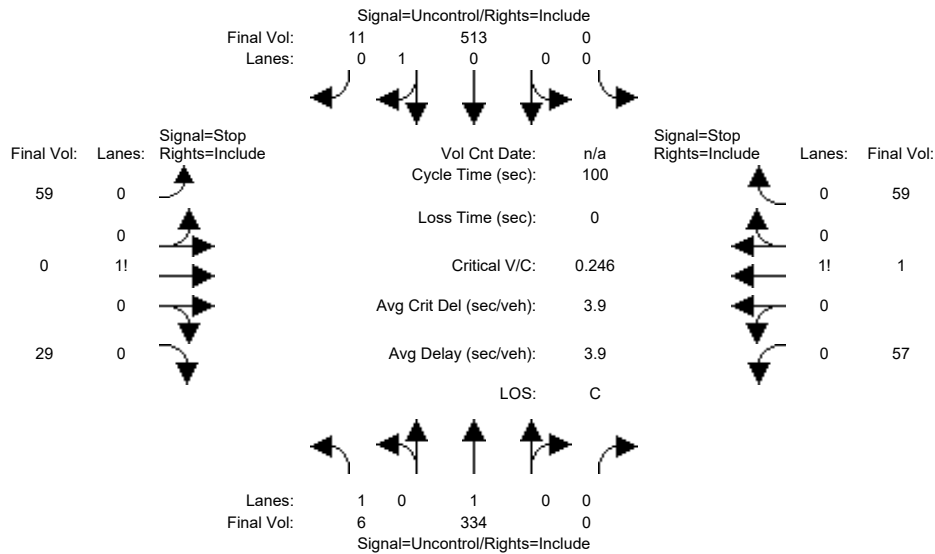 Signal=Uncontrol/Rights=Include
Final Vol: 11 513 0
Lanes: 0 1 0 0 0
Signal=Stop Signal=Stop
Final Vol: Lanes: Rights=Include Vol Cnt Date: n/a Rights=Include Lanes: Final Vol:
Cycle Time (sec): 100
59 0 0 59
Loss Time (sec): 0
0 0
0 1! Critical V/C: 0.246 1! 1
0 Avg Crit Del (sec/veh): 3.9 0
29 0 Avg Delay (sec/veh): 3.9 0 57
LOS: C
Lanes: 1 0 1 0 0
Final Vol: 6 334 0
Signal=Uncontrol/Rights=Include